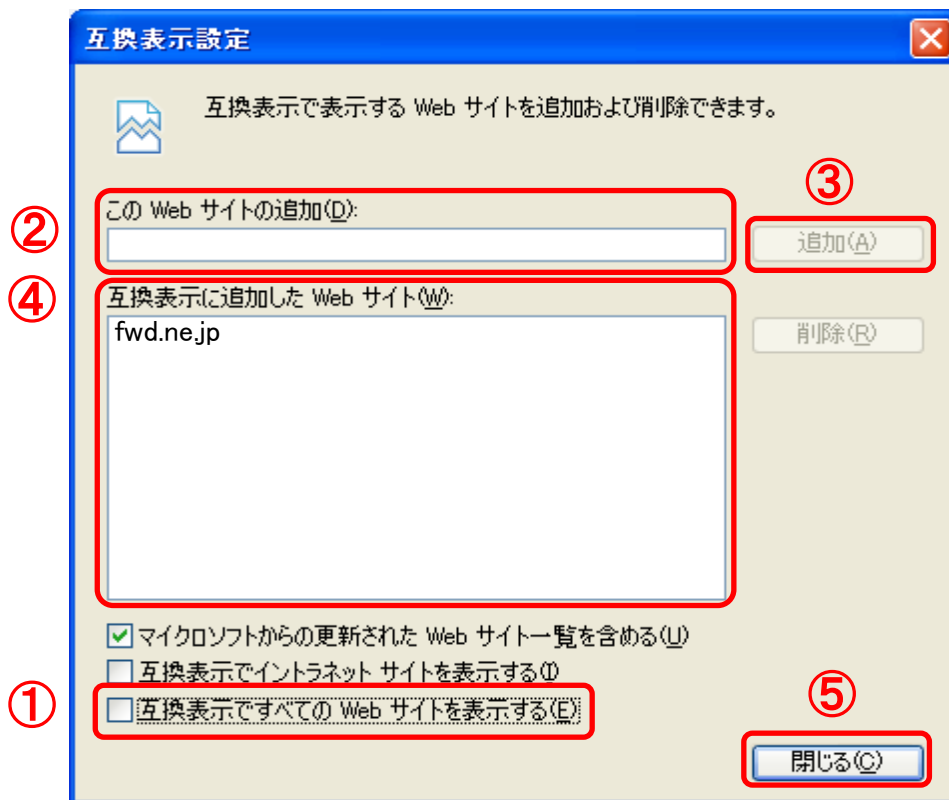 互換表示設定
互換表示で表示する Web サイトを追加および削除できます。
③
② この Web サイトの追加(D):
追加(A)
④ 互換表示に追加した Web サイト(W):
fwd.ne.jp
削除(R)
マイクロソフトからの更新された Web サイト一覧を含める(U)
互換表示でイントラネット サイトを表示する(I)
① 互換表示ですべての Web サイトを表示する(E)
⑤
閉じる(C)